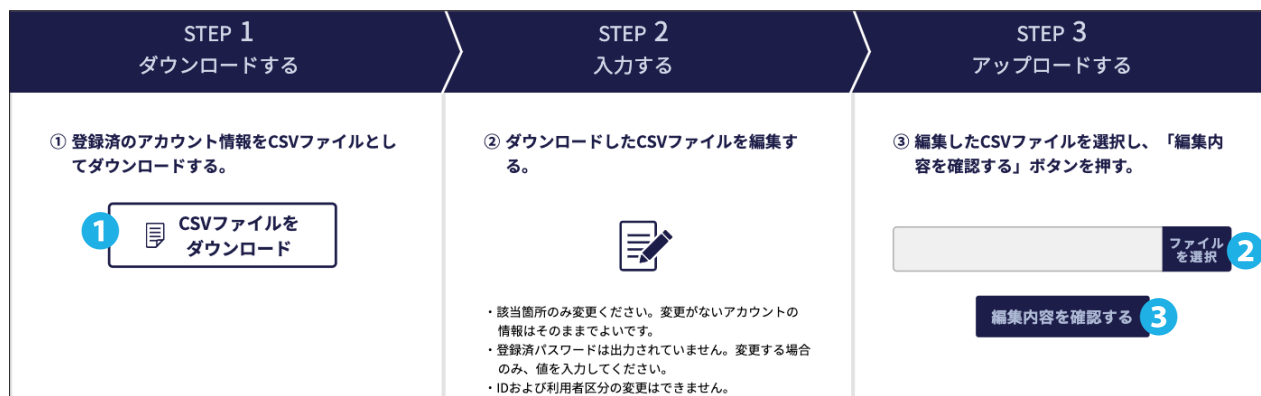 STEP 1
ダウンロードする
① 登録済のアカウント情報をCSVファイルとし
てダウンロードする。
1
CSVファイルを
ダウンロード
STEP 2
入力する
② ダウンロードしたCSVファイルを編集す
る。
・該当箇所のみ変更ください。変更がないアカウントの
情報はそのままでよいです。
・登録済パスワードは出力されていません。変更する場合
のみ、値を入力してください。
・IDおよび利用者区分の変更はできません。
STEP 3
アップロードする
③ 編集したCSVファイルを選択し、「編集内
容を確認する」ボタンを押す。
ファイル
を選択
2
編集内容を確認する
3